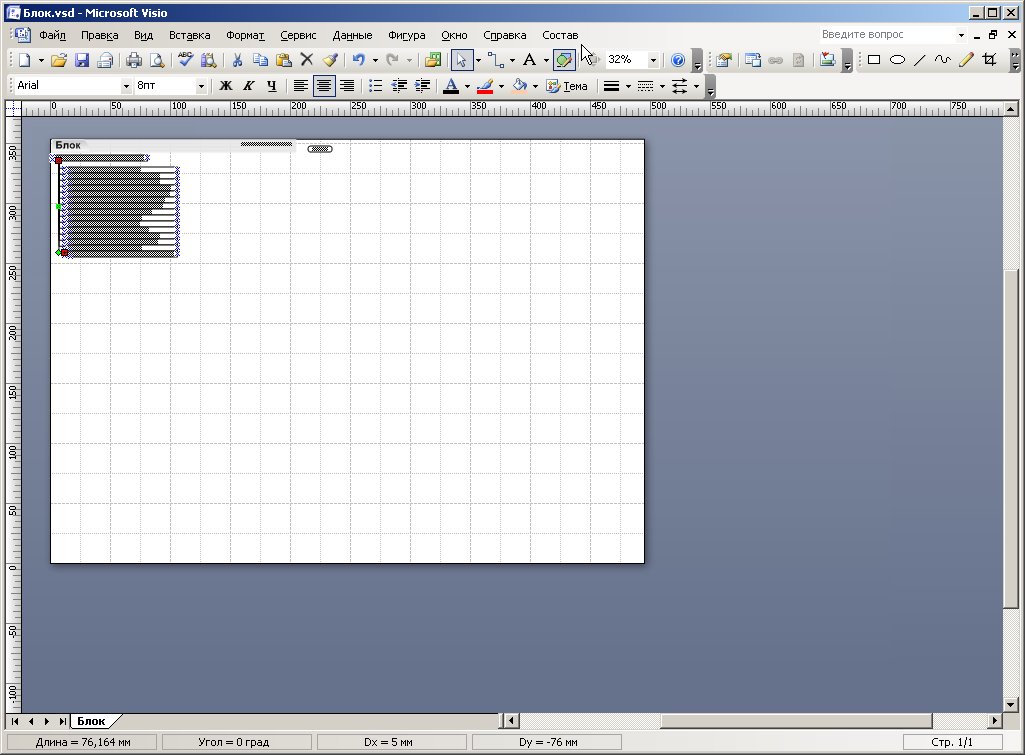 Блок.vsd - Microsoft Visio
Файл Правка Вид Вставка Формат Сервис Данные Фигура Окно Справка Состав
Введите вопрос
ABC
A
32%
Arial
8пт
Ж К Ч
A
Тема
0 50 100 150 200 250 300 350 400 450 500 550 600 650 700 750
350
300
250
200
150
100
50
0
-50
-100
Блок
Блок
Длина = 76,164 мм
Угол = 0 град
Dx = 5 мм
Dy = -76 мм
Стр. 1/1